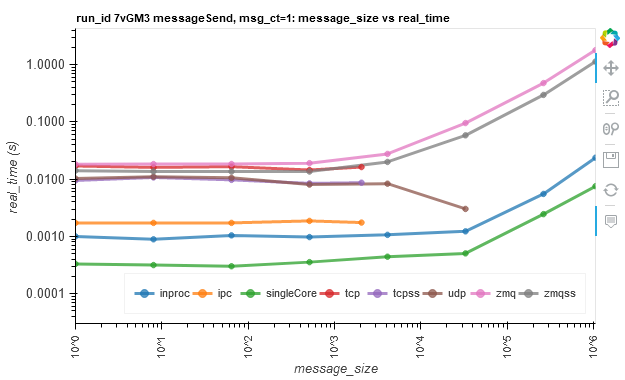 run_id 7vGM3 messageSend, msg_ct=1: message_size vs real_time
real_time (s)
1.0000
0.1000
0.0100
0.0010
0.0001
inproc ipc singleCore tcp tcpss udp zmq zmqss
10^0 10^1 10^2 10^3 10^4 10^5 10^6
message_size